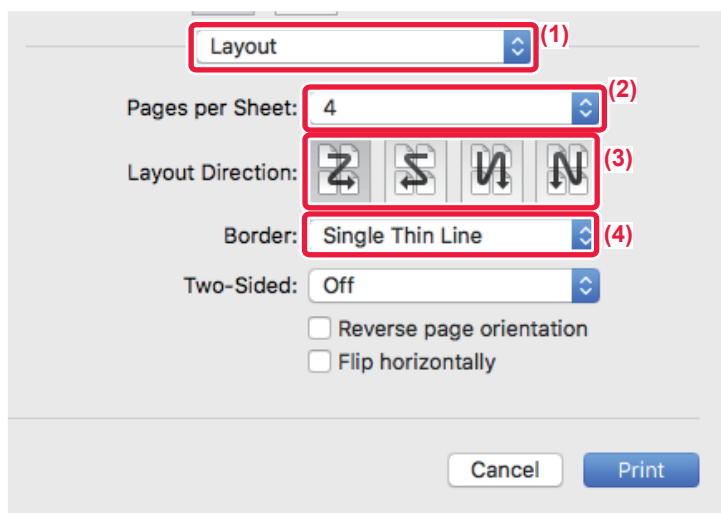 Layout (1)
Pages per Sheet: 4 (2)
Layout Direction: (3)
Border: Single Thin Line (4)
Two-Sided: Off
Reverse page orientation
Flip horizontally
Cancel Print